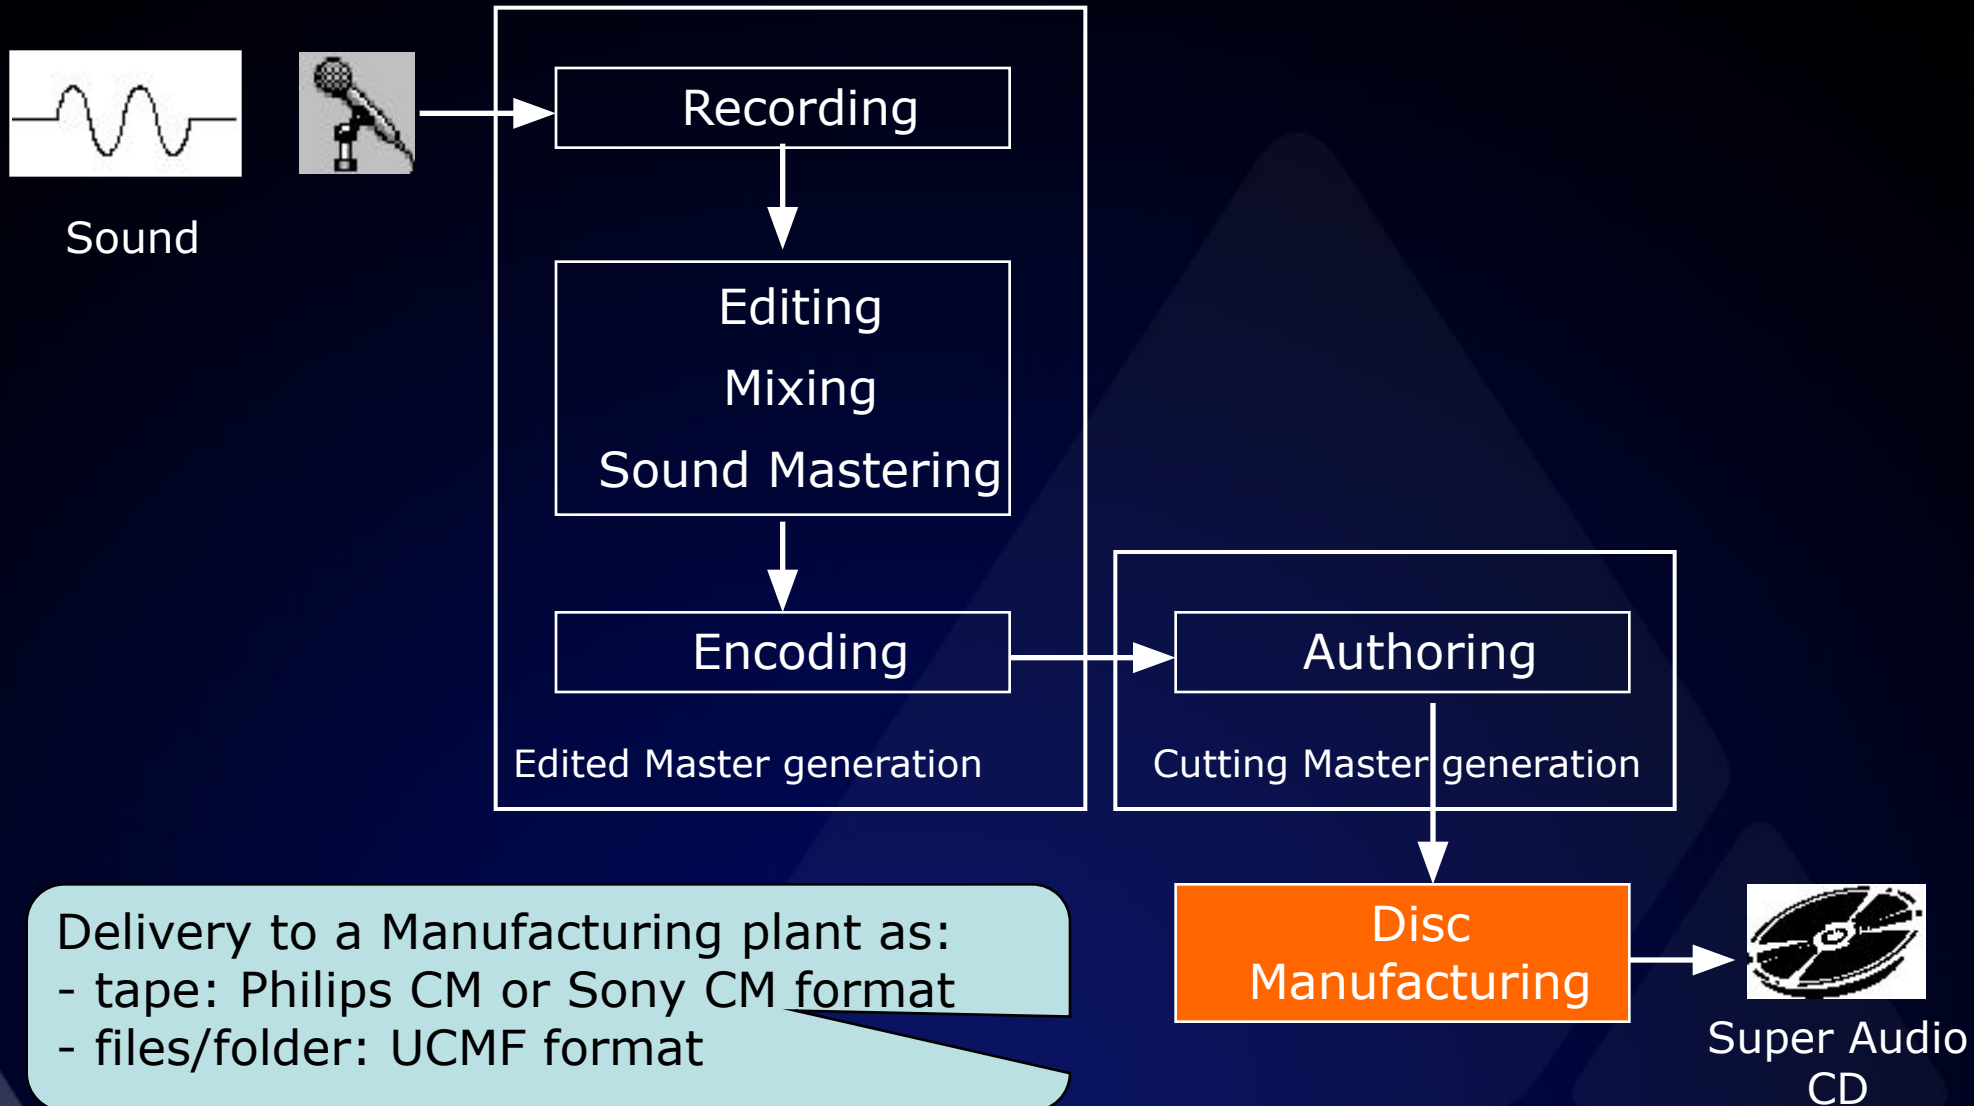 Sound
Recording
Editing
Mixing
Sound Mastering
Encoding
Edited Master generation
Authoring
Cutting Master generation
Delivery to a Manufacturing plant as:
- tape: Philips CM or Sony CM format
- files/folder: UCMF format
Disc
Manufacturing
Super Audio
CD